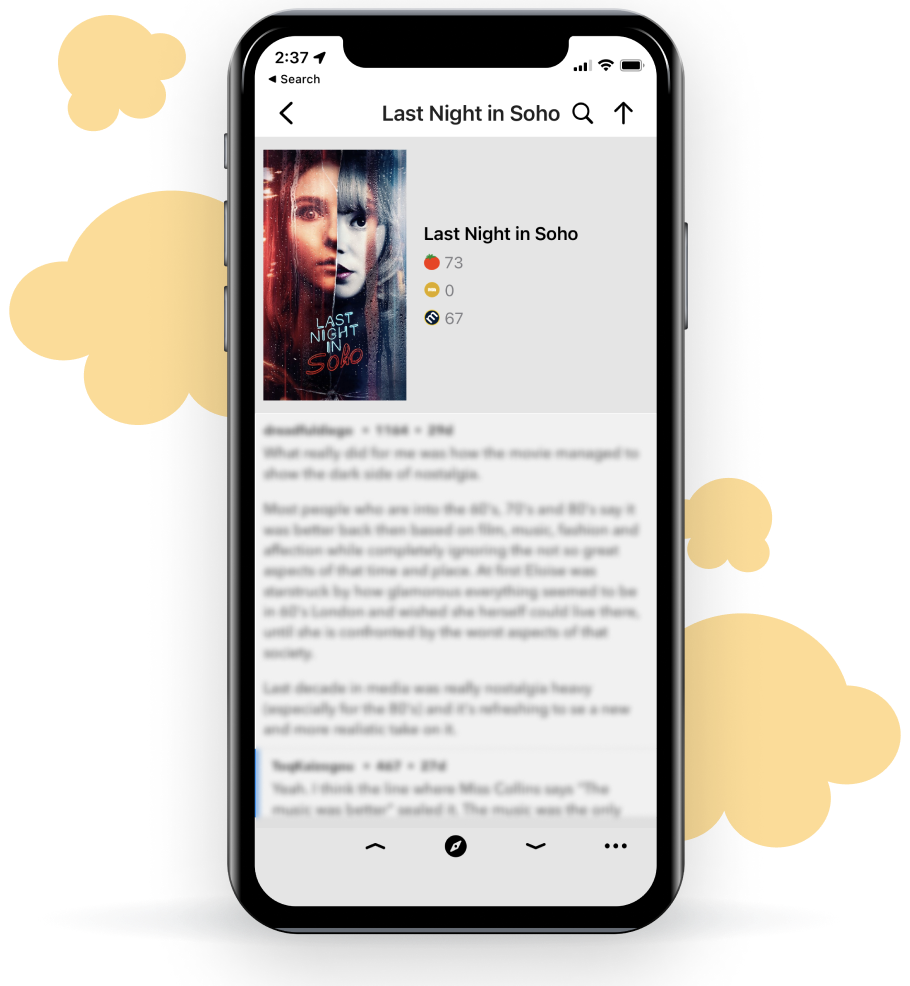 2:37
◀ Search
Last Night in Soho
LAST
NIGHT
IN
Soho
Last Night in Soho
73
0
67
dreadfuldiego • 1164 • 29d
What really did for me was how the movie managed to
show the dark side of nostalgia.
Most people who are into the 60's, 70's and 80's say it
was better back then based on film, music, fashion and
affection while completely ignoring the not so great
aspects of that time and place. At first Eloise was
starstruck by how glamorous everything seemed to be
in 60's London and wished she herself could live there,
until she is confronted by the worst aspects of that
society.
Last decade in media was really nostalgia heavy
(especially for the 80's) and it's refreshing to se a new
and more realistic take on it.
• 467 • 27d
Yeah. I think the line where Miss Collins says "The
music was better" sealed it. The music was the only